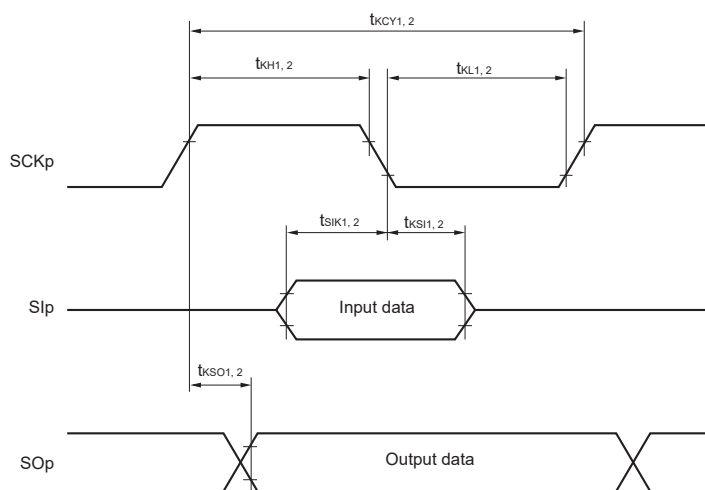 tKCY1, 2
tKH1, 2
tKL1, 2
SCKp
tSIK1, 2
tKSI1, 2
SIp
Input data
tKSO1, 2
SOp
Output data